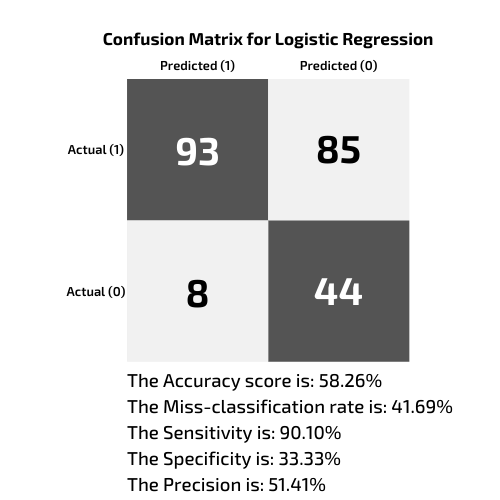 Confusion Matrix for Logistic Regression
Predicted (1) Predicted (0)
Actual (1) 93 85
Actual (0) 8 44
The Accuracy score is: 58.26%
The Miss-classification rate is: 41.69%
The Sensitivity is: 90.10%
The Specificity is: 33.33%
The Precision is: 51.41%